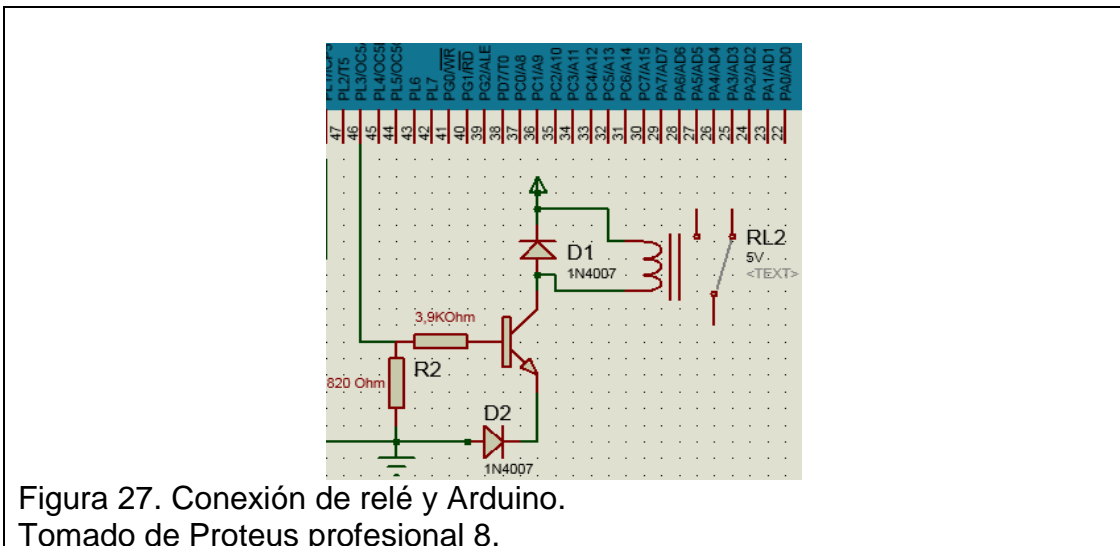 PL2/T5
PL3/OC5A
PL4/OC5B
PL5/OC5C
PL6
PL7
PG0/WR
PG1/RD
PG2/ALE
PD7/T0
PC0/A8
PC1/A9
PC2/A10
PC3/A11
PC4/A12
PC5/A13
PC6/A14
PC7/A15
PA7/AD7
PA6/AD6
PA5/AD5
PA4/AD4
PA3/AD3
PA2/AD2
PA1/AD1
PA0/AD0
47 46 45 44 43 42 41 40 39 38 37 36 35 34 33 32 31 30 29 28 27 26 25 24 23 22
D1
1N4007
RL2
5V
<TEXT>
3,9KOhm
R2
820 Ohm
D2
1N4007
Figura 27. Conexión de relé y Arduino.
Tomado de Proteus profesional 8.